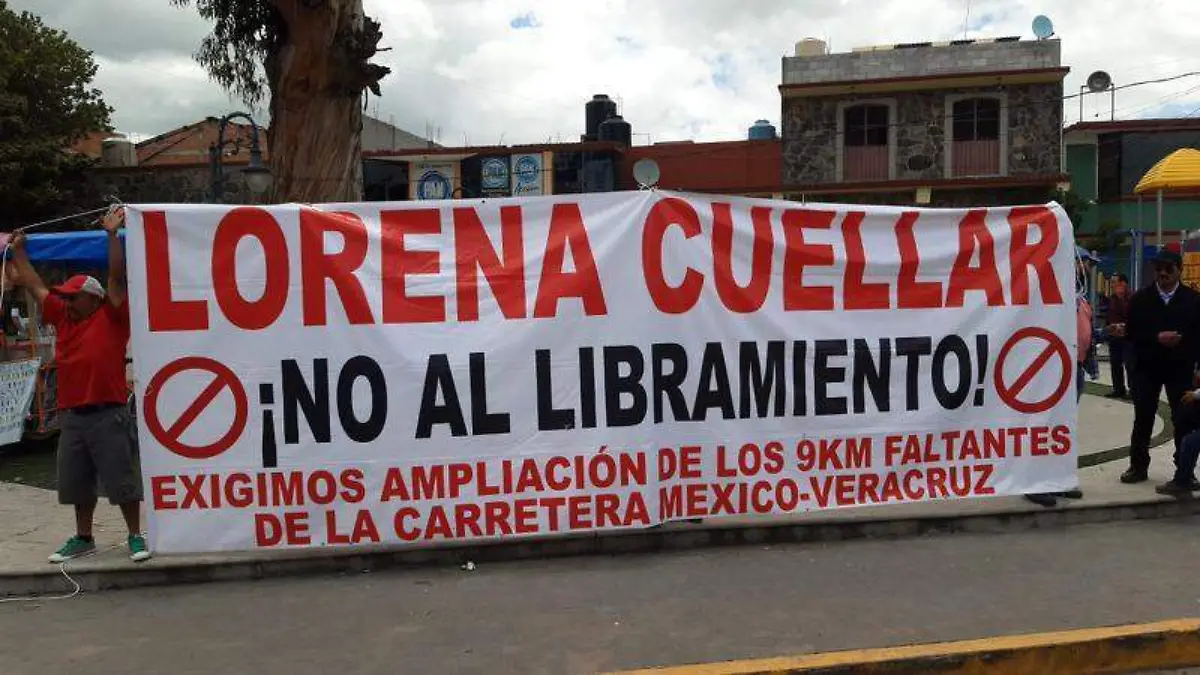 LORENA CUELLAR
¡NO AL LIBRAMIENTO!
EXIGIMOS AMPLIACIÓN DE LOS 9KM FALTANTES
DE LA CARRETERA MEXICO-VERACRUZ